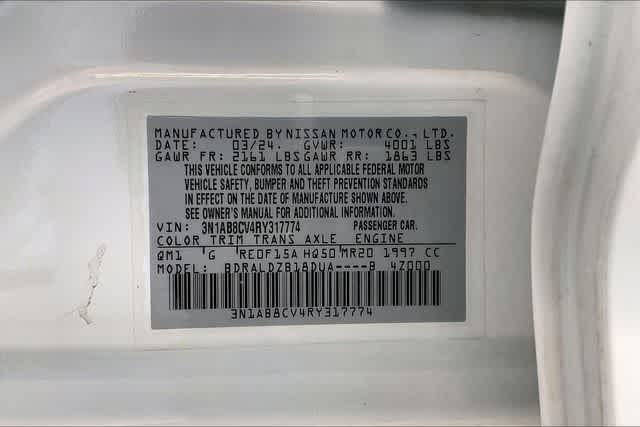 MANUFACTURED BY NISSAN MOTOR CO., LTD.
DATE: 03/24. GVWR: 4001 LBS
GAWR FR: 2161 LBS GAWR RR: 1863 LBS
THIS VEHICLE CONFORMS TO ALL APPLICABLE FEDERAL MOTOR
VEHICLE SAFETY, BUMPER AND THEFT PREVENTION STANDARDS
IN EFFECT ON THE DATE OF MANUFACTURE SHOWN ABOVE.
SEE OWNER'S MANUAL FOR ADDITIONAL INFORMATION.
VIN: 3N1AB8CV4RY317774 PASSENGER CAR.
COLOR TRIM TRANS AXLE ENGINE
QM1 G RE0F15A HQ50 MR20 1997 CC
MODEL: BDRALDZB18DUA----B 4Z000
3N1AB8CV4RY317774